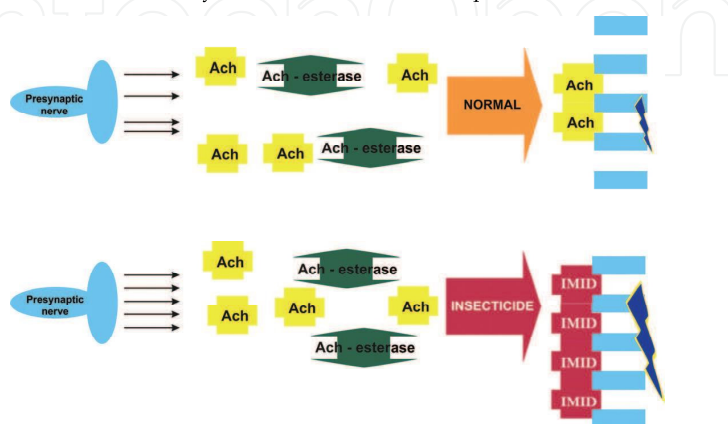 Ach
Ach - esterase
Ach
Presynaptic
nerve
NORMAL
Ach
Ach
Ach
Ach
Ach - esterase
Ach
Ach - esterase
Presynaptic
nerve
Ach
Ach
Ach
INSECTICIDE
Ach - esterase
IMID
IMID
IMID
IMID